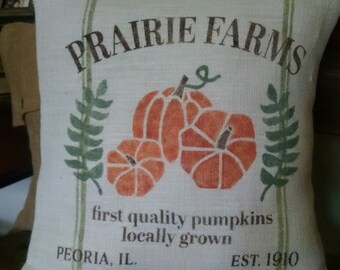 PRAIRIE FARMS
first quality pumpkins
locally grown
PEORIA, IL. EST. 1910